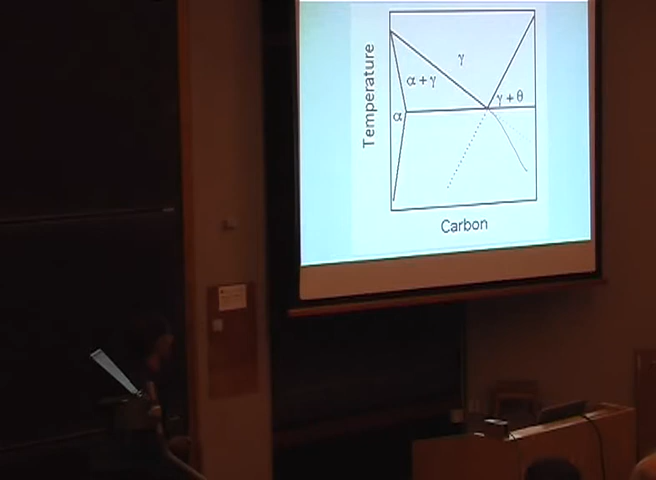 Temperature
γ
α + γ
γ + θ
α
Carbon